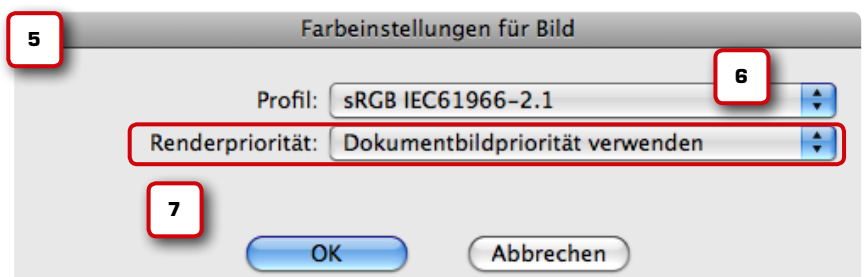 5
Farbeinstellungen für Bild
6
Profil: sRGB IEC61966-2.1
Renderpriorität: Dokumentbildpriorität verwenden
7
OK Abbrechen